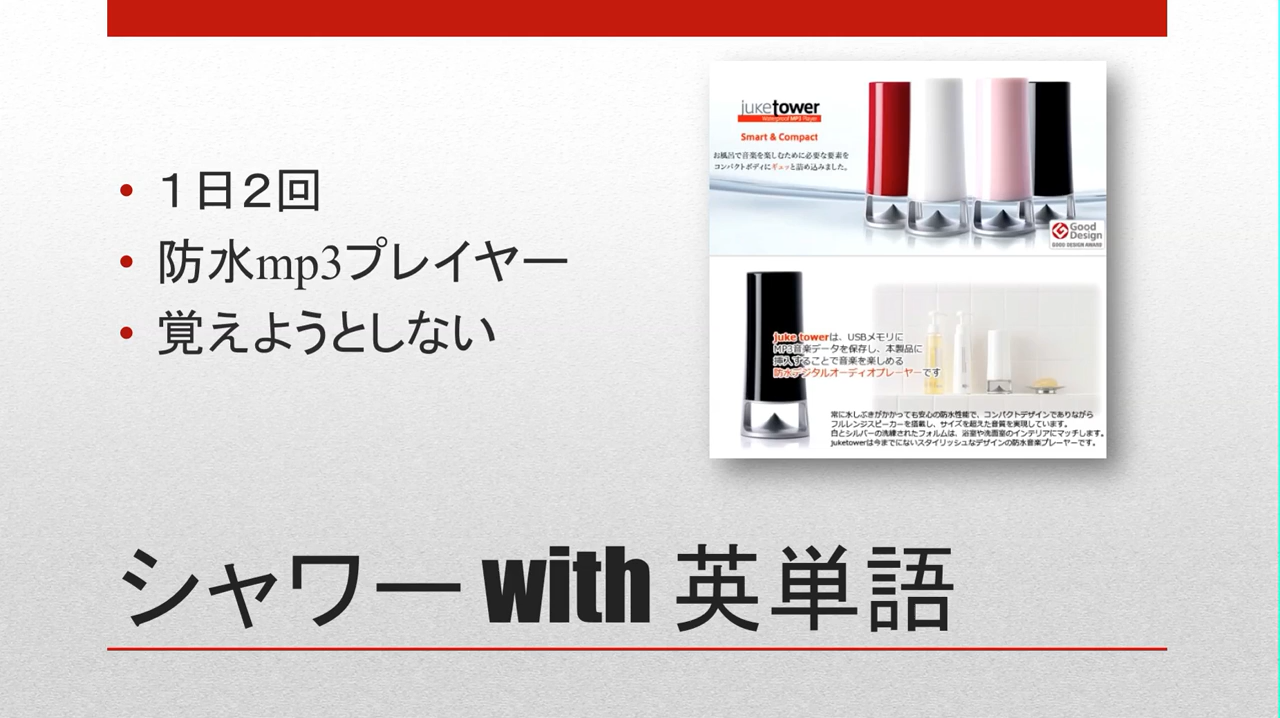 １日２回
防水mp3プレイヤー
覚えようとしない
juketower
Waterproof MP3 Player
Smart & Compact
お風呂で音楽を楽しむために必要な要素を
コンパクトボディにギュッと詰め込みました。
Good
Design
GOOD DESIGN AWARD
juke towerは、USBメモリに
MP3音楽データを保存し、本製品に
挿入することで音楽を楽しめる
防水デジタルオーディオプレーヤーです
常に水しぶきがかかっても安心の防水性能で、コンパクトデザインでありながら
フルレンジスピーカーを搭載し、サイズを超えた音質を実現しています。
白とシルバーの洗練されたフォルムは、浴室や洗面室のインテリアにマッチします。
juketowerは今までにないスタイリッシュなデザインの防水音楽プレーヤーです。
シャワー with 英単語